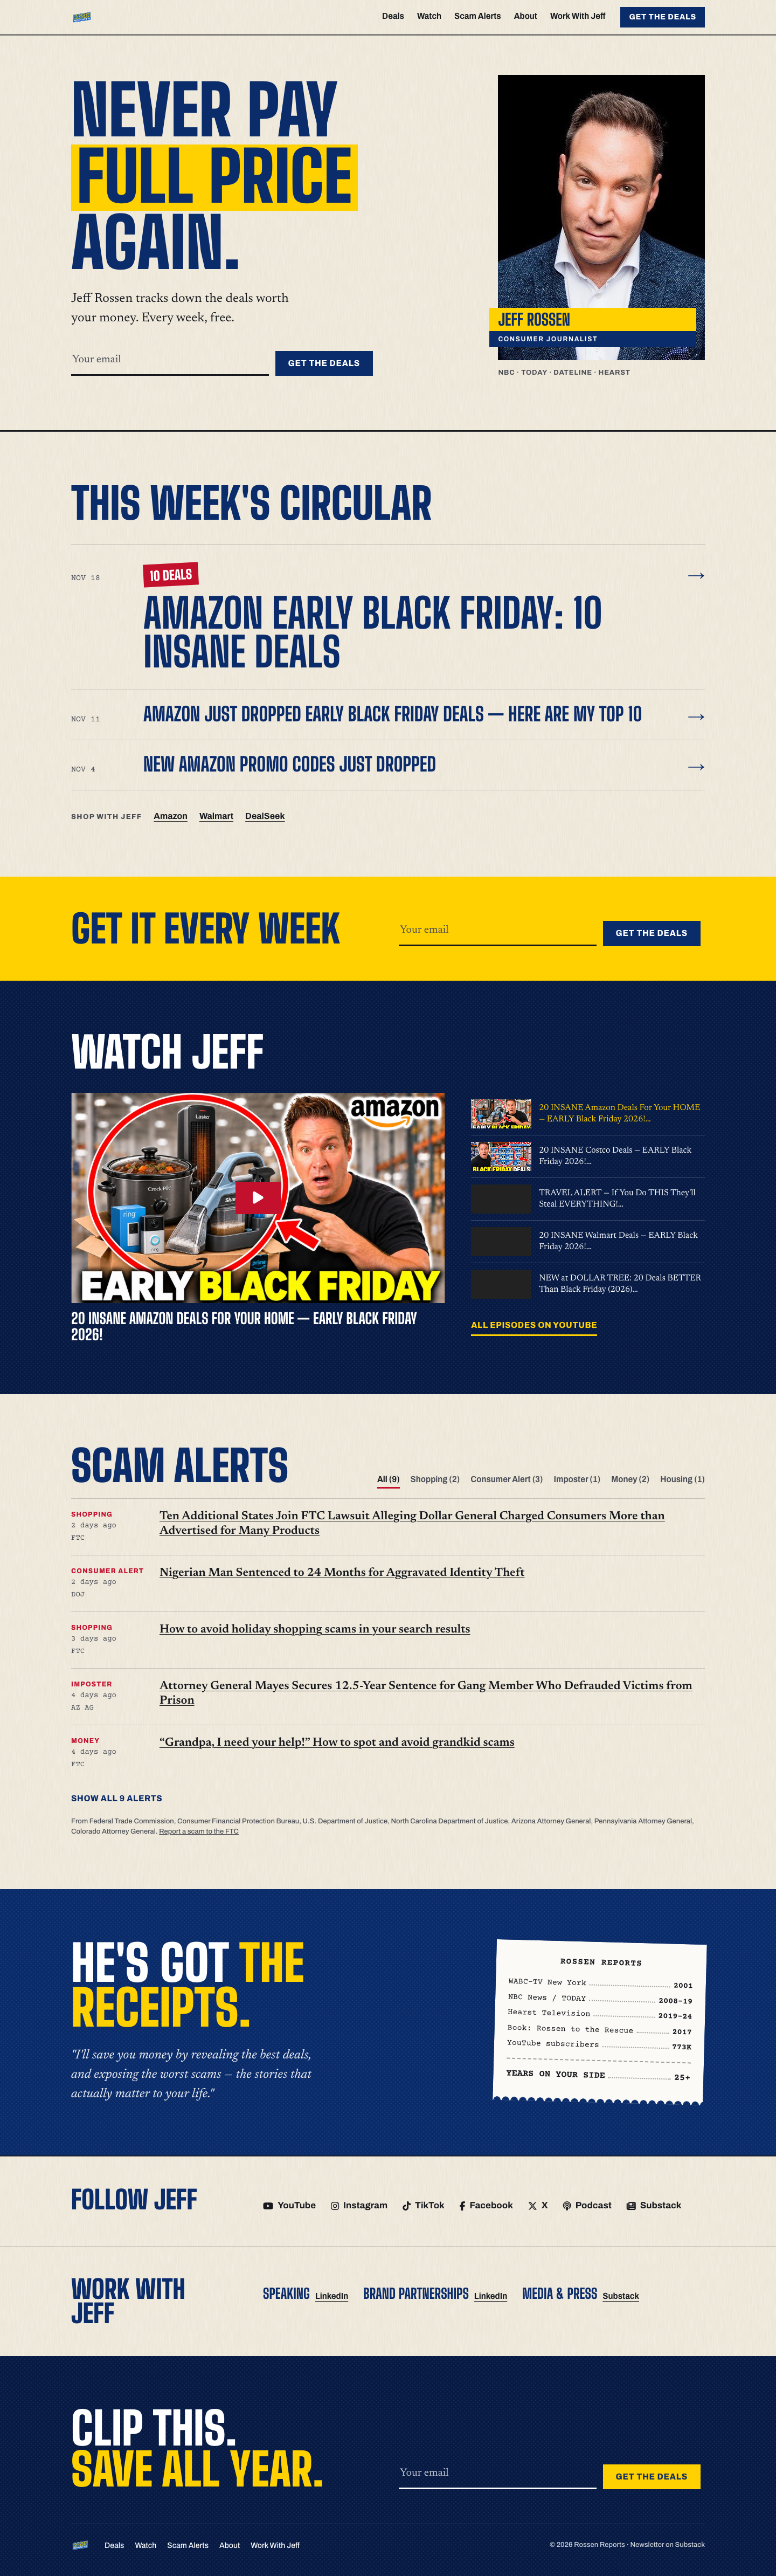 ROSSEN
Deals Watch Scam Alerts About Work With Jeff GET THE DEALS
NEVER PAY
FULL PRICE
AGAIN.
Jeff Rossen tracks down the deals worth
your money. Every week, free.
Your email GET THE DEALS
JEFF ROSSEN
CONSUMER JOURNALIST
NBC · TODAY · DATELINE · HEARST
THIS WEEK'S CIRCULAR
NOV 18
10 DEALS
→
AMAZON EARLY BLACK FRIDAY: 10
INSANE DEALS
NOV 11 AMAZON JUST DROPPED EARLY BLACK FRIDAY DEALS — HERE ARE MY TOP 10 →
NOV 4 NEW AMAZON PROMO CODES JUST DROPPED →
SHOP WITH JEFF Amazon Walmart DealSeek
GET IT EVERY WEEK
Your email GET THE DEALS
WATCH JEFF
amazon
Lasko
Crock-Pot
Shark
ring
prime
EARLY BLACK FRIDAY
20 INSANE AMAZON DEALS FOR YOUR HOME — EARLY BLACK FRIDAY
2026!
EARLY BLACK FRIDAY
20 INSANE Amazon Deals For Your HOME
— EARLY Black Friday 2026!...
BLACK FRIDAY DEALS
20 INSANE Costco Deals — EARLY Black
Friday 2026!...
TRAVEL ALERT — If You Do THIS They'll
Steal EVERYTHING!...
20 INSANE Walmart Deals — EARLY Black
Friday 2026!...
NEW at DOLLAR TREE: 20 Deals BETTER
Than Black Friday (2026)...
ALL EPISODES ON YOUTUBE
SCAM ALERTS
All (9) Shopping (2) Consumer Alert (3) Imposter (1) Money (2) Housing (1)
SHOPPING
2 days ago
FTC
Ten Additional States Join FTC Lawsuit Alleging Dollar General Charged Consumers More than
Advertised for Many Products
CONSUMER ALERT
2 days ago
DOJ
Nigerian Man Sentenced to 24 Months for Aggravated Identity Theft
SHOPPING
3 days ago
FTC
How to avoid holiday shopping scams in your search results
IMPOSTER
4 days ago
AZ AG
Attorney General Mayes Secures 12.5-Year Sentence for Gang Member Who Defrauded Victims from
Prison
MONEY
4 days ago
FTC
“Grandpa, I need your help!” How to spot and avoid grandkid scams
SHOW ALL 9 ALERTS
From Federal Trade Commission, Consumer Financial Protection Bureau, U.S. Department of Justice, North Carolina Department of Justice, Arizona Attorney General, Pennsylvania Attorney General,
Colorado Attorney General. Report a scam to the FTC
HE'S GOT THE
RECEIPTS.
"I'll save you money by revealing the best deals,
and exposing the worst scams — the stories that
actually matter to your life."
ROSSEN REPORTS
WABC-TV New York 2001
NBC News / TODAY 2008–19
Hearst Television 2019–24
Book: Rossen to the Rescue 2017
YouTube subscribers 773K
YEARS ON YOUR SIDE 25+
FOLLOW JEFF
YouTube Instagram TikTok Facebook X Podcast Substack
WORK WITH
JEFF
SPEAKING LinkedIn BRAND PARTNERSHIPS LinkedIn MEDIA & PRESS Substack
CLIP THIS.
SAVE ALL YEAR.
Your email GET THE DEALS
Deals Watch Scam Alerts About Work With Jeff
© 2026 Rossen Reports · Newsletter on Substack